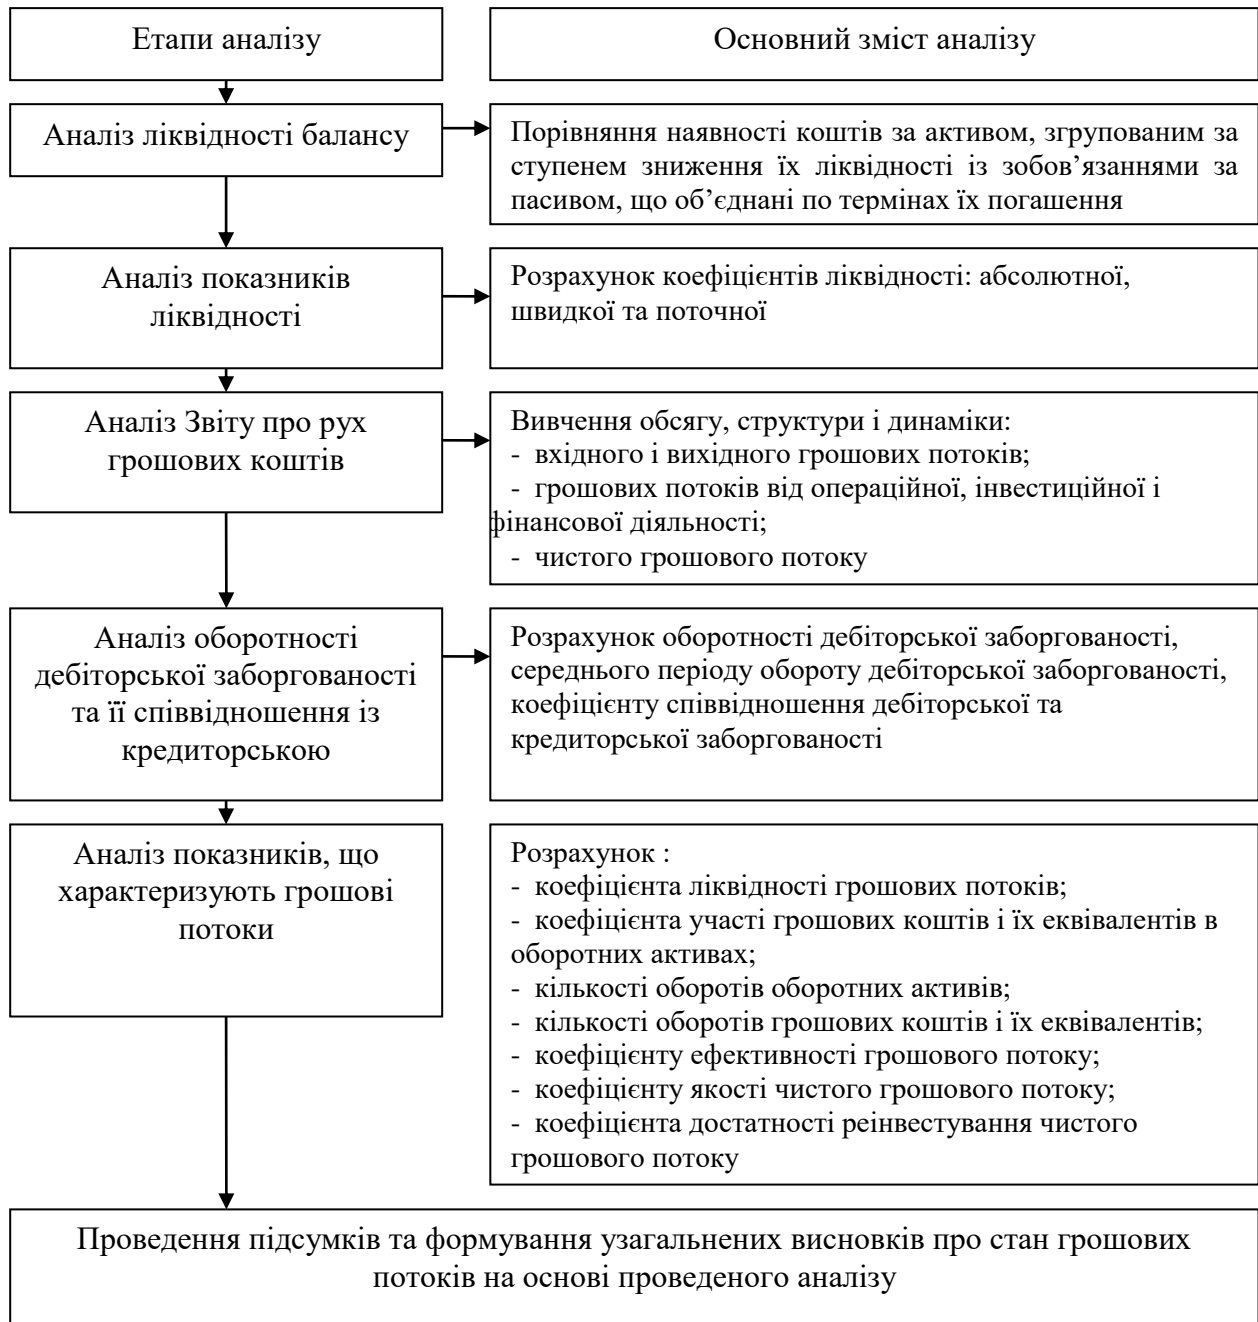 Етапи аналізу
Основний зміст аналізу
Аналіз ліквідності балансу
Порівняння наявності коштів за активом, згрупованим за
ступенем зниження їх ліквідності із зобов’язаннями за
пасивом, що об’єднані по термінах їх погашення
Аналіз показників
ліквідності
Розрахунок коефіцієнтів ліквідності: абсолютної,
швидкої та поточної
Аналіз Звіту про рух
грошових коштів
Вивчення обсягу, структури і динаміки:
- вхідного і вихідного грошових потоків;
- грошових потоків від операційної, інвестиційної і
фінансової діяльності;
- чистого грошового потоку
Аналіз оборотності
дебіторської заборгованості
та її співвідношення із
кредиторською
Розрахунок оборотності дебіторської заборгованості,
середнього періоду обороту дебіторської заборгованості,
коефіцієнту співвідношення дебіторської та
кредиторської заборгованості
Аналіз показників, що
характеризують грошові
потоки
Розрахунок :
- коефіцієнта ліквідності грошових потоків;
- коефіцієнта участі грошових коштів і їх еквівалентів в
оборотних активах;
- кількості оборотів оборотних активів;
- кількості оборотів грошових коштів і їх еквівалентів;
- коефіцієнту ефективності грошового потоку;
- коефіцієнту якості чистого грошового потоку;
- коефіцієнта достатності реінвестування чистого
грошового потоку
Проведення підсумків та формування узагальнених висновків про стан грошових
потоків на основі проведеного аналізу